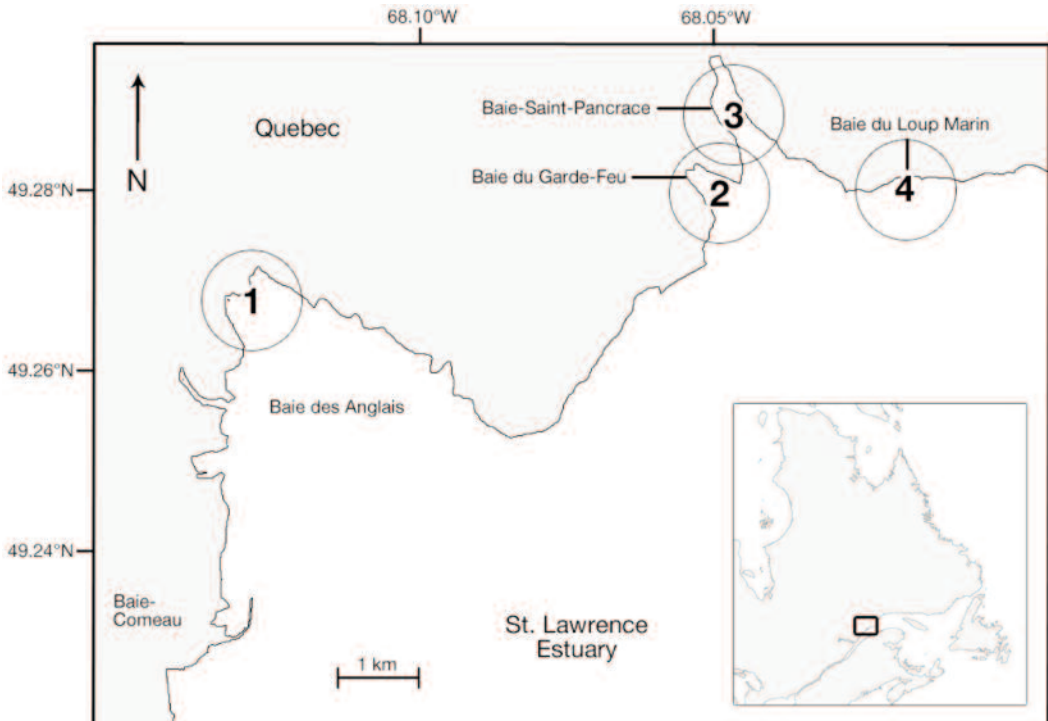 68.10°W
68.05°W
Baie-Saint-Pancrace
3
Baie du Loup Marin
Quebec
N
49.28°N
Baie du Garde-Feu
2
4
1
49.26°N
Baie des Anglais
49.24°N
Baie-
Comeau
St. Lawrence
Estuary
1 km